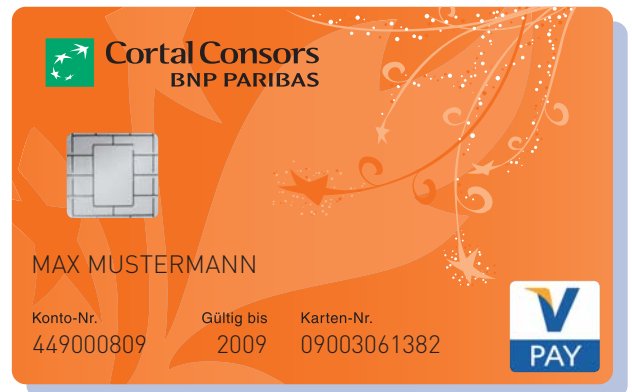 Cortal Consors
BNP PARIBAS
MAX MUSTERMANN
Konto-Nr. Gültig bis Karten-Nr.
449000809 2009 09003061382
V
PAY